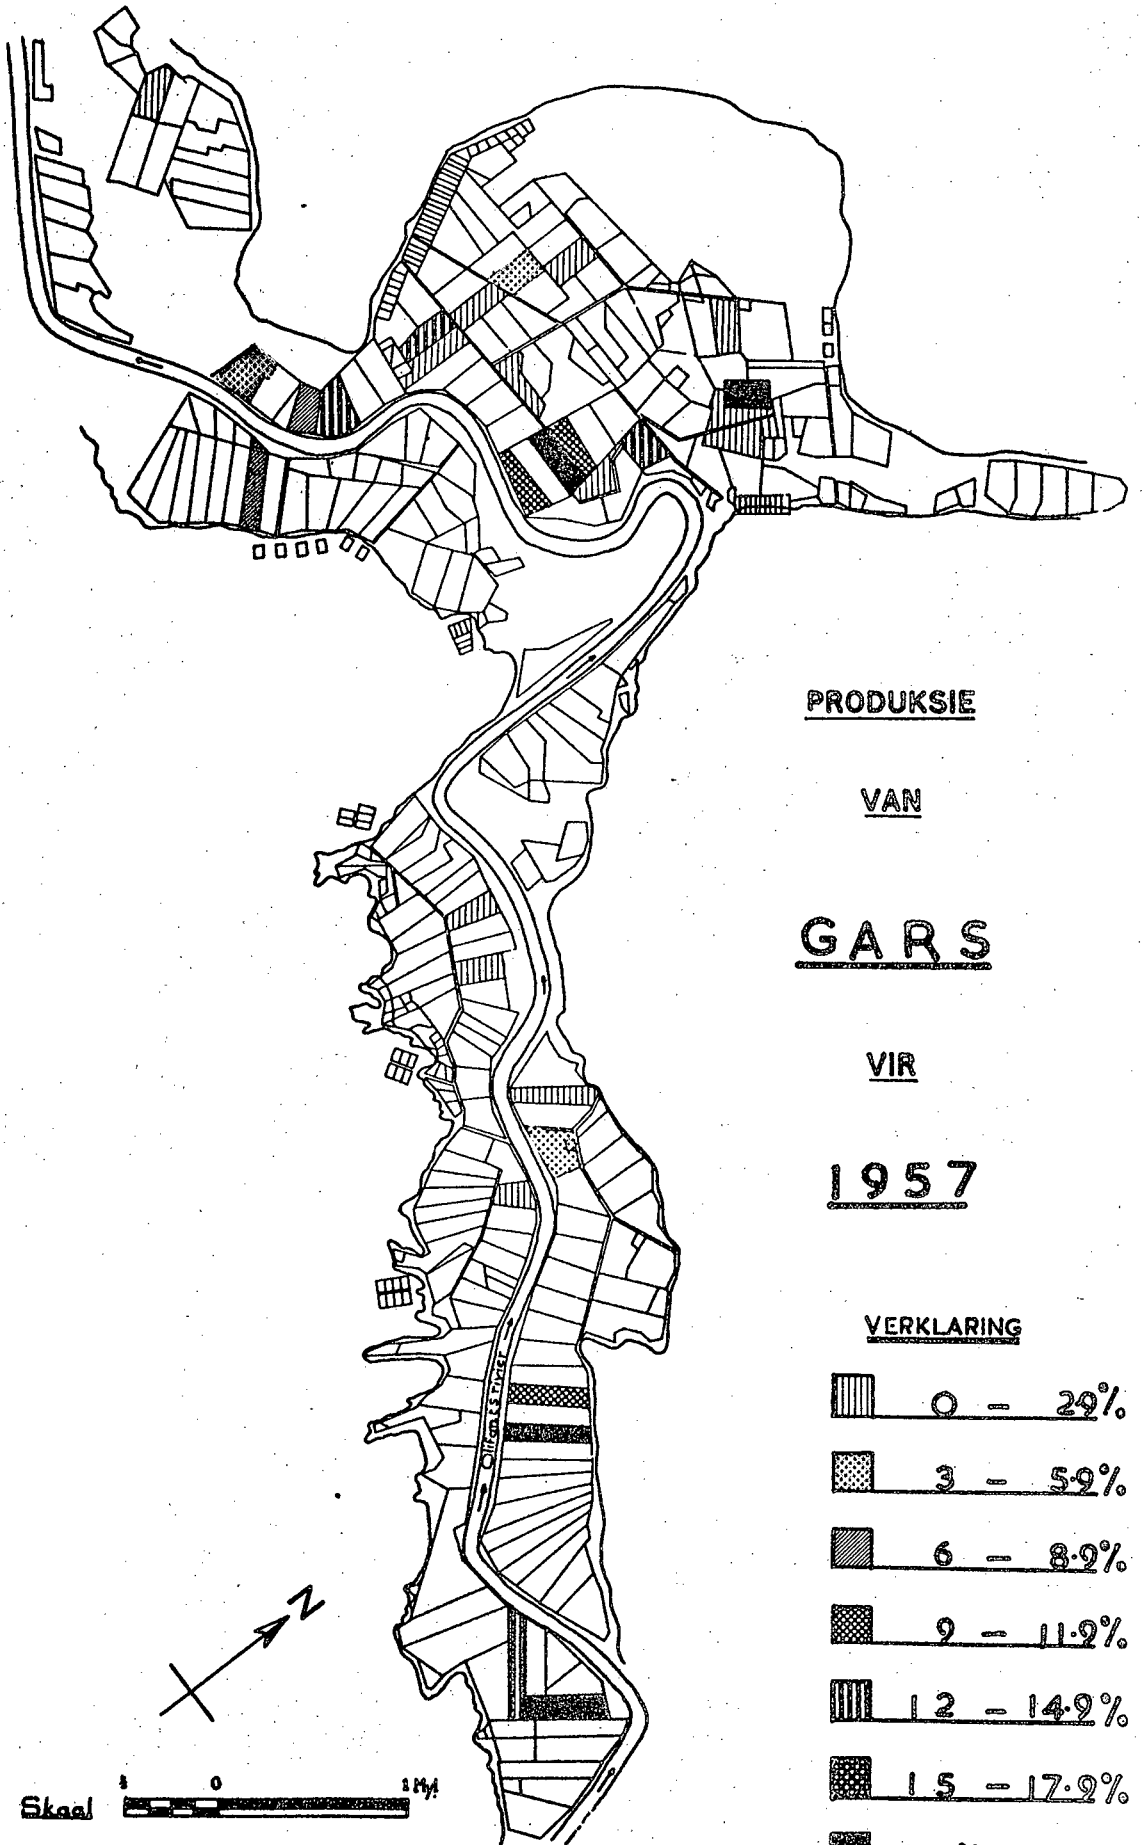 PRODUKSIE
VAN
GARS
VIR
1957
VERKLARING
0 - 2·9%
3 - 5·9%
6 - 8·9%
9 - 11·9%
12 - 14·9%
15 - 17·9%
Olifantsrivier
N
Skaal
0 1 Myl